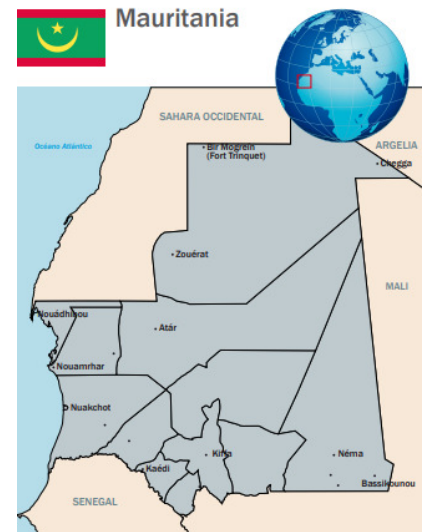 Mauritania
SAHARA OCCIDENTAL
Océano Atlántico
Bir Mogrein
(Fort Trinquet)
ARGELIA
Chegga
Zouérat
MALI
Nouádhibou
Atár
Nouamrhar
Nuakchot
Kaédi
Kiffa
Néma
Bassikounou
SENEGAL